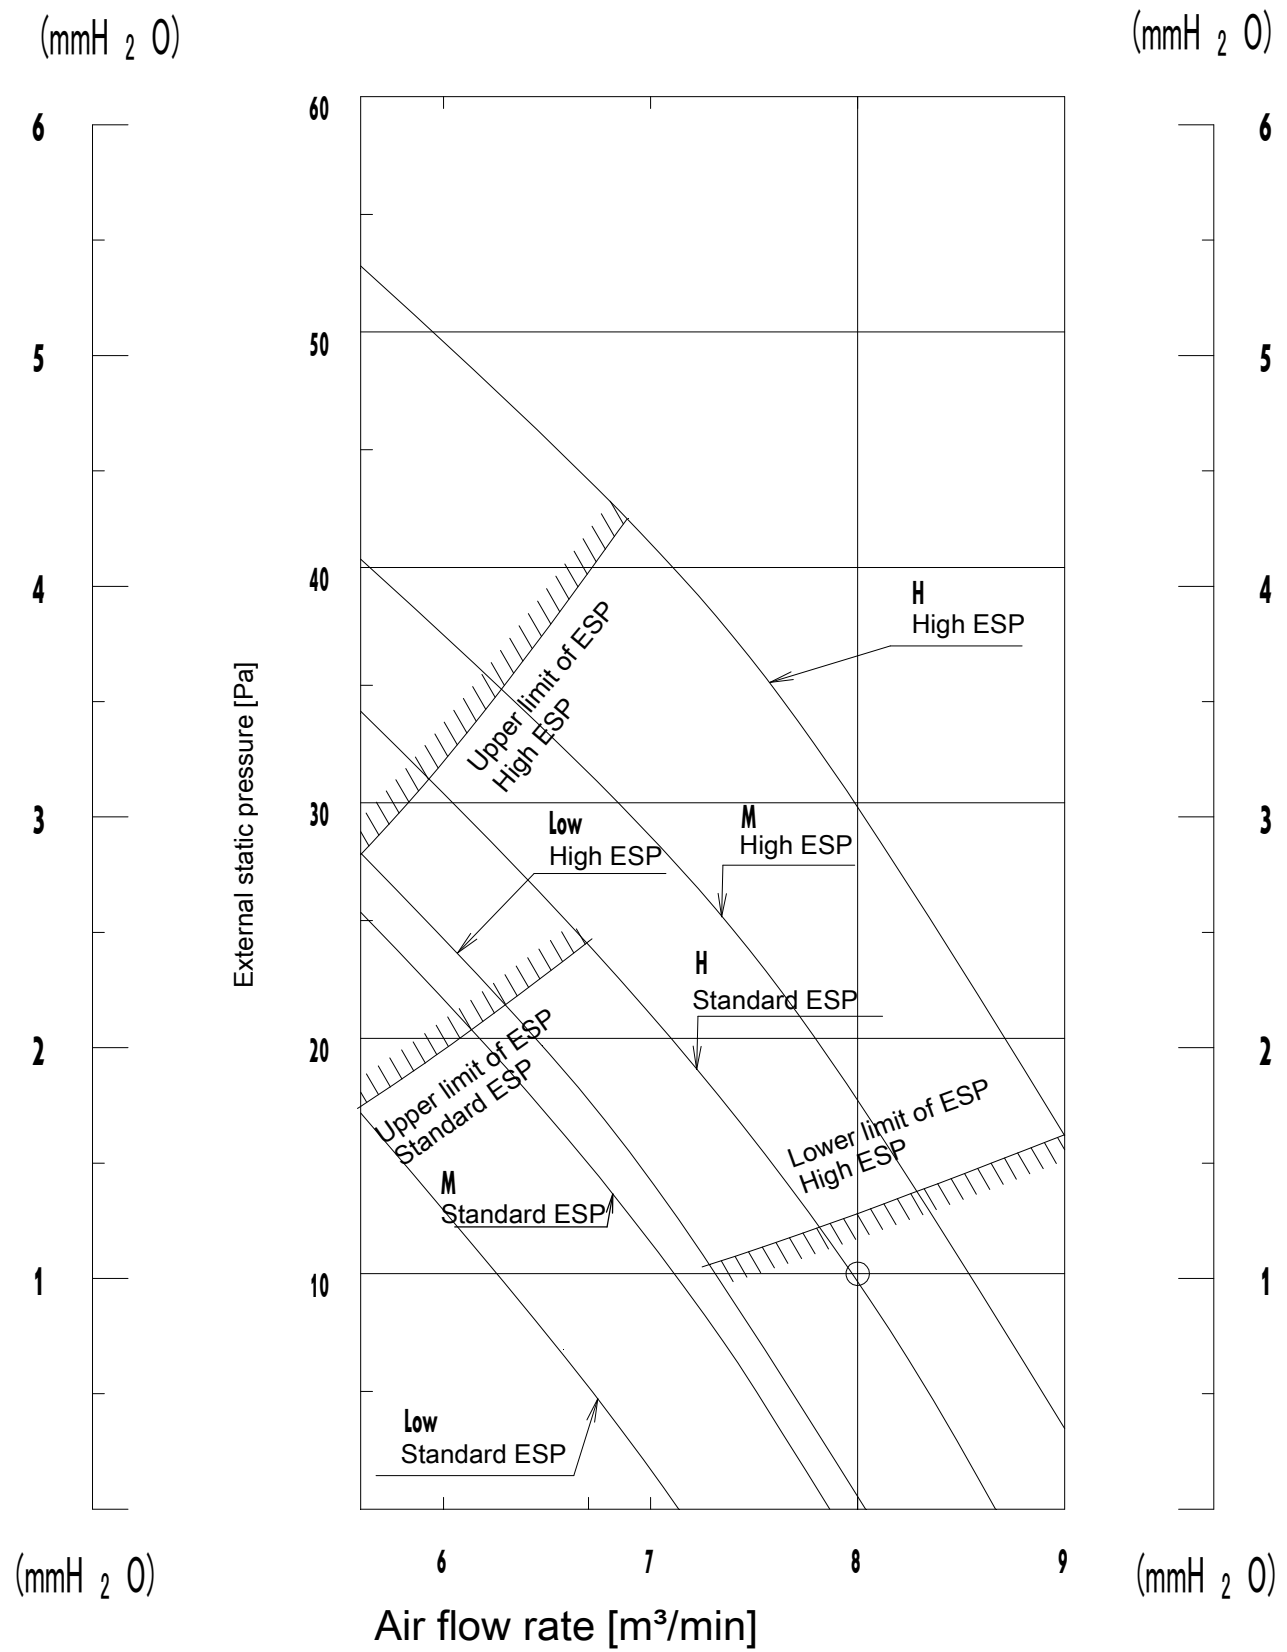 (mmH 2 O)
(mmH 2 O)
60
6
6
50
5
5
40
4
4
H
High ESP
Upper limit of ESP
High ESP
External static pressure [Pa]
30
3
3
Low
High ESP
M
High ESP
H
Standard ESP
20
2
2
Upper limit of ESP
Standard ESP
Lower limit of ESP
High ESP
M
Standard ESP
10
1
1
Low
Standard ESP
6
7
8
9
(mmH 2 O)
(mmH 2 O)
Air flow rate [m³/min]